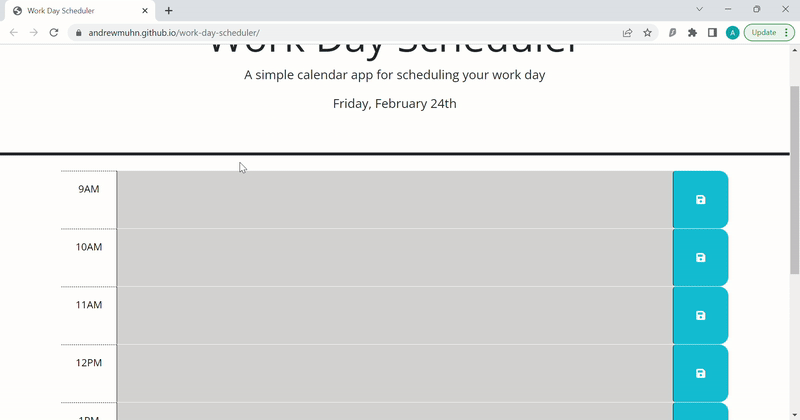 Work Day Scheduler
andrewmuhn.github.io/work-day-scheduler/
A
Update
Work Day Scheduler
A simple calendar app for scheduling your work day
Friday, February 24th
9AM
10AM
11AM
12PM
1PM